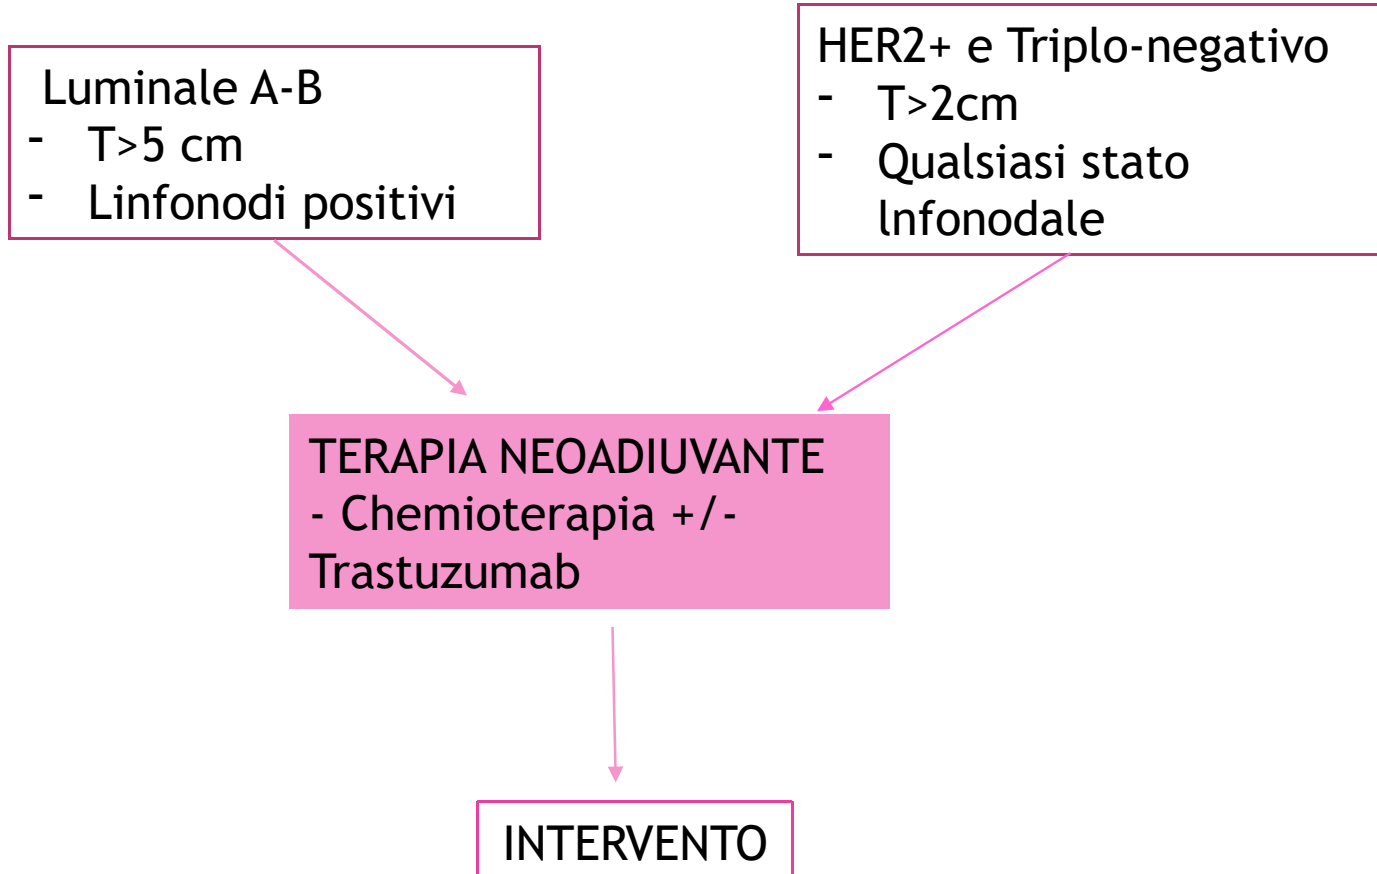 Luminale A-B
- T>5 cm
- Linfonodi positivi
HER2+ e Triplo-negativo
- T>2cm
- Qualsiasi stato
lnfonodale
TERAPIA NEOADIUVANTE
- Chemioterapia +/-
Trastuzumab
INTERVENTO